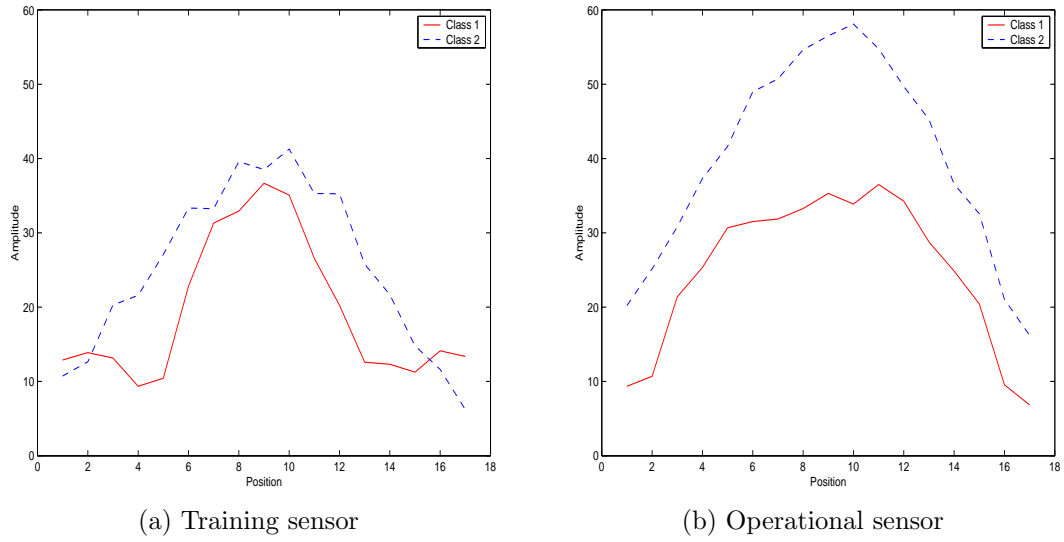 60
50
40
30
20
10
0
Amplitude
0 2 4 6 8 10 12 14 16 18
Position
Class 1
Class 2
(a) Training sensor
60
50
40
30
20
10
0
Amplitude
0 2 4 6 8 10 12 14 16 18
Position
Class 1
Class 2
(b) Operational sensor